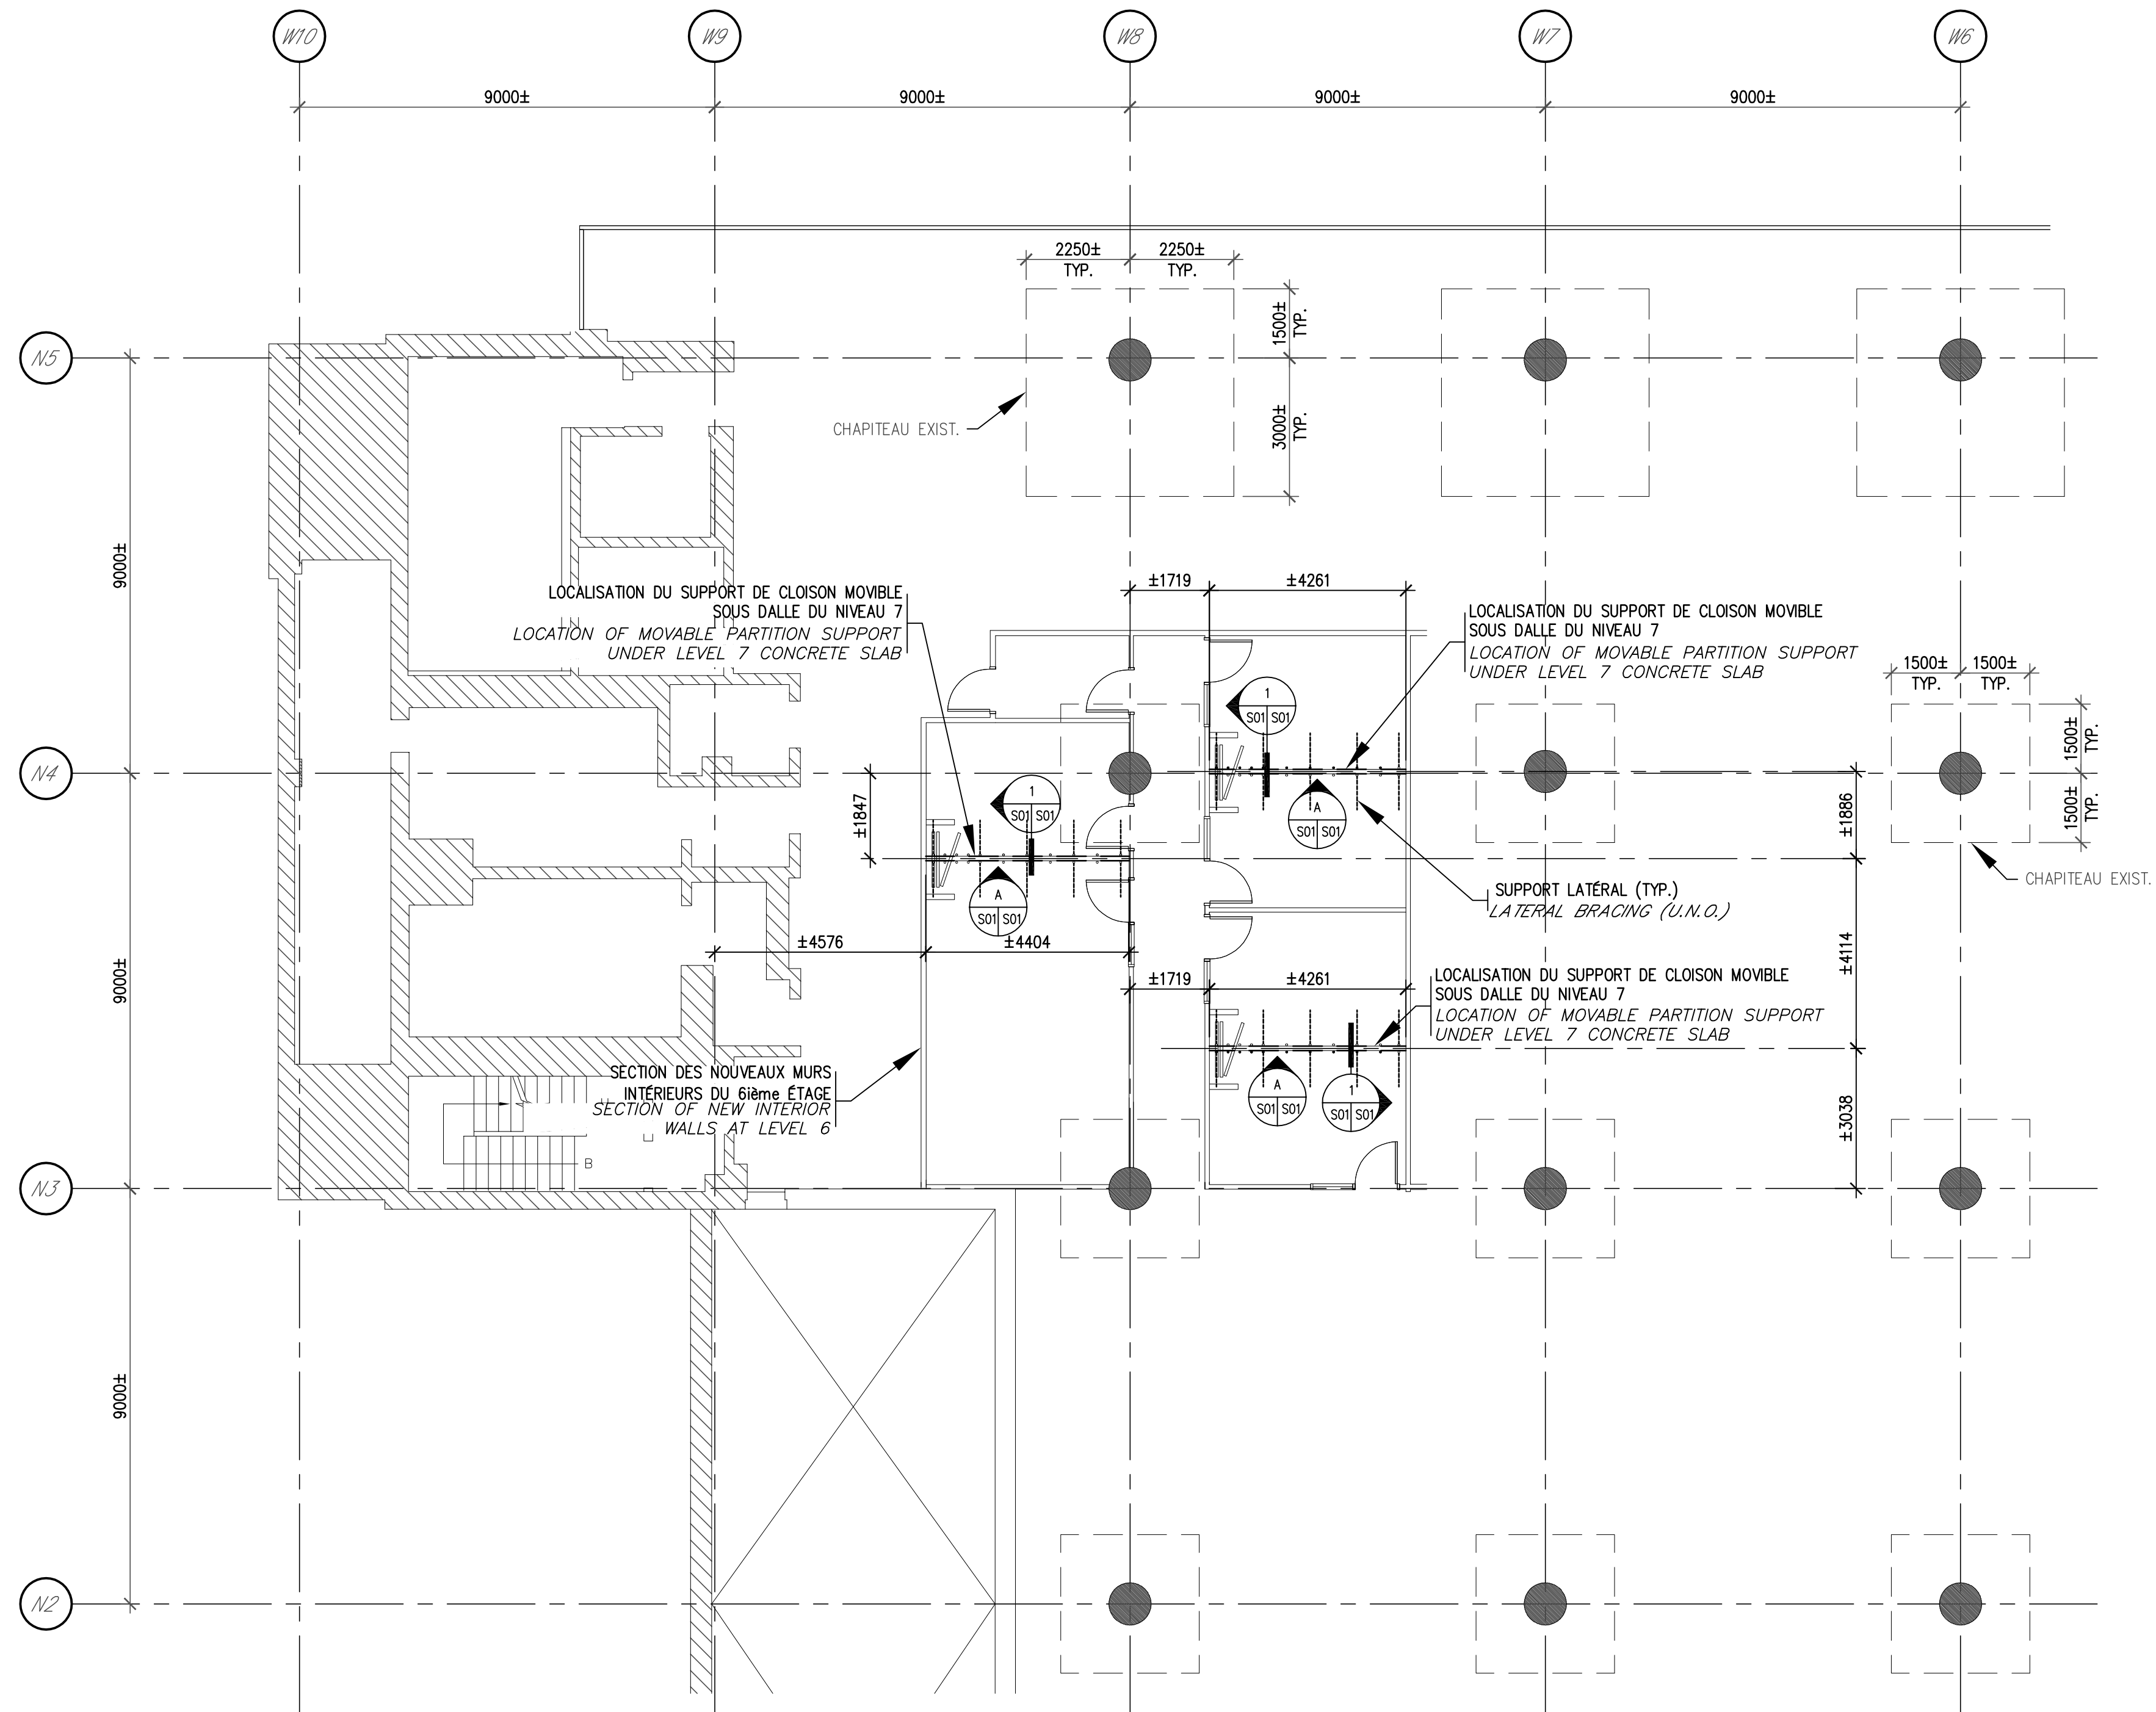 W10
W9
W8
W7
W6
9000±
9000±
9000±
9000±
2250±
TYP.
2250±
TYP.
1500±
TYP.
N5
CHAPITEAU EXIST.
3000±
TYP.
9000±
±1719
±4261
LOCALISATION DU SUPPORT DE CLOISON MOVIBLE
SOUS DALLE DU NIVEAU 7
LOCATION OF MOVABLE PARTITION SUPPORT
UNDER LEVEL 7 CONCRETE SLAB
LOCALISATION DU SUPPORT DE CLOISON MOVIBLE
SOUS DALLE DU NIVEAU 7
LOCATION OF MOVABLE PARTITION SUPPORT
UNDER LEVEL 7 CONCRETE SLAB
1500±
TYP.
1500±
TYP.
1
S01 S01
1500±
TYP.
N4
1
S01 S01
±1847
A
S01 S01
±1886
1500±
TYP.
CHAPITEAU EXIST.
A
S01 S01
SUPPORT LATÉRAL (TYP.)
LATERAL BRACING (U.N.O.)
±4576
±4404
±4114
9000±
±1719
±4261
LOCALISATION DU SUPPORT DE CLOISON MOVIBLE
SOUS DALLE DU NIVEAU 7
LOCATION OF MOVABLE PARTITION SUPPORT
UNDER LEVEL 7 CONCRETE SLAB
SECTION DES NOUVEAUX MURS
INTÉRIEURS DU 6ième ÉTAGE
SECTION OF NEW INTERIOR
WALLS AT LEVEL 6
A
S01 S01
1
S01 S01
±3038
B
N3
9000±
N2